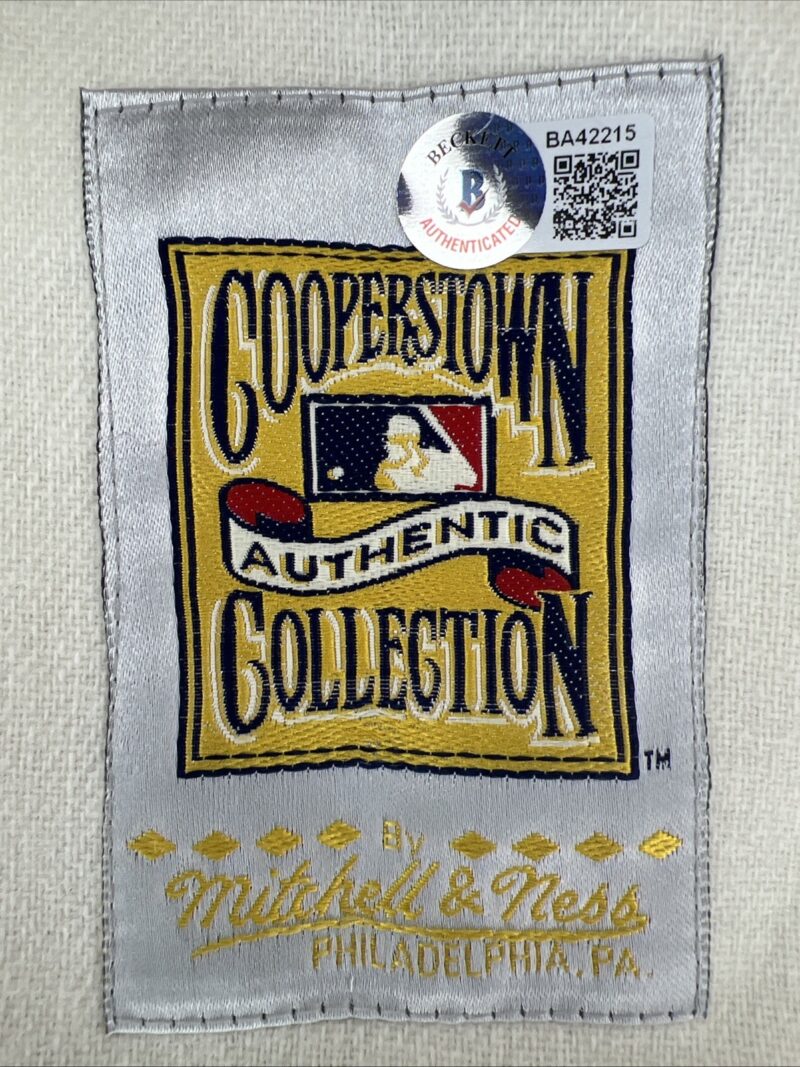 BECKETT
AUTHENTICATED
B
BA42215
COOPERSTOWN
AUTHENTIC
COLLECTION
TM
By
Mitchell & Ness
PHILADELPHIA, PA.